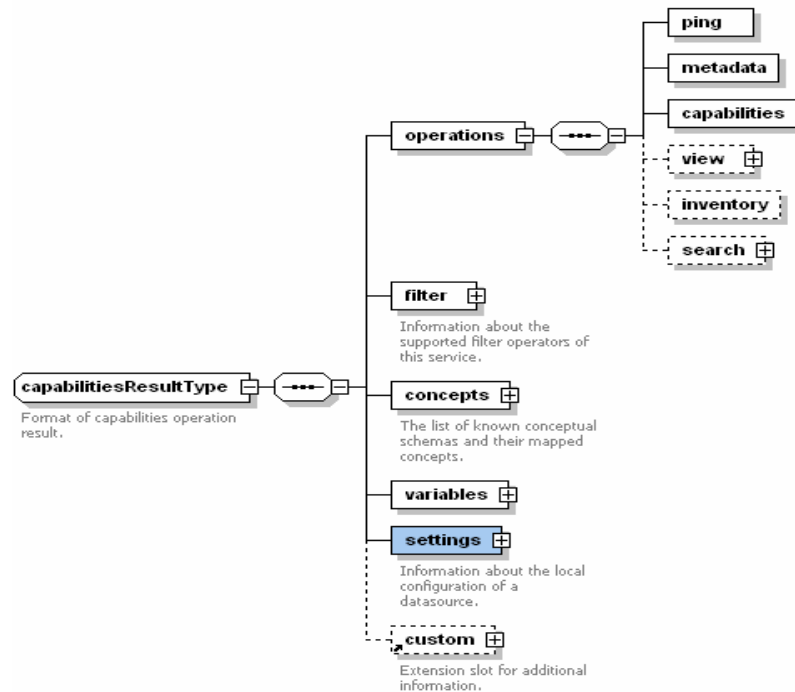 ping
metadata
operations
capabilities
view
inventory
search
filter
Information about the
supported filter operators of
this service.
capabilitiesResultType
Format of capabilities operation
result.
concepts
The list of known conceptual
schemas and their mapped
concepts.
variables
settings
Information about the local
configuration of a
datasource.
custom
Extension slot for additional
information.